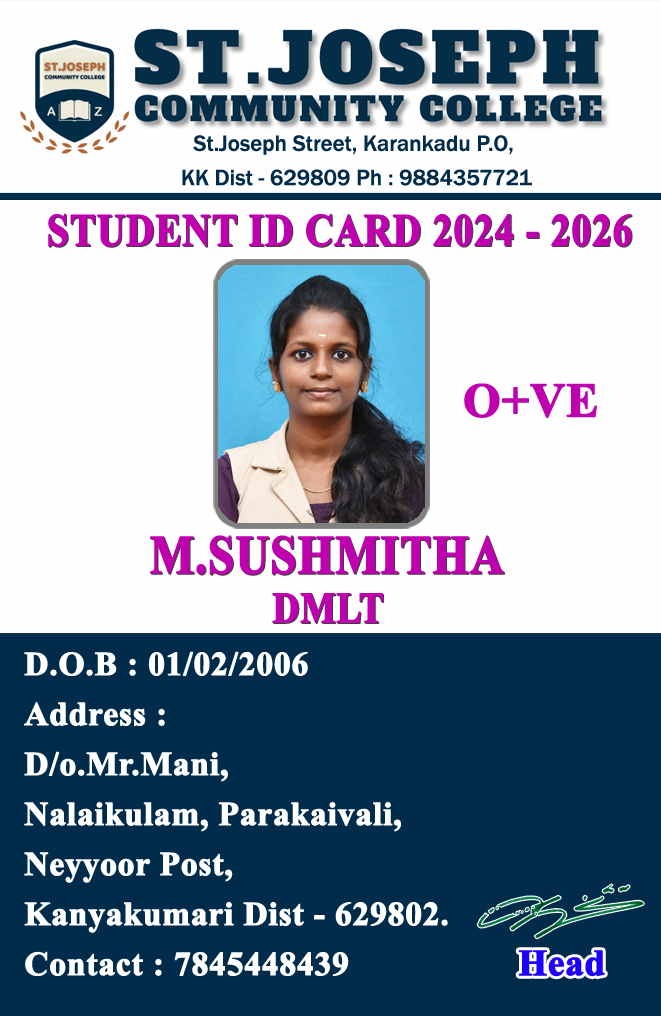 ST.JOSEPH
COMMUNITY COLLEGE
A Z
ST.JOSEPH
COMMUNITY COLLEGE
St.Joseph Street, Karankadu P.O,
KK Dist - 629809 Ph : 9884357721
STUDENT ID CARD 2024 - 2026
O+VE
M.SUSHMITHA
DMLT
D.O.B : 01/02/2006
Address :
D/o.Mr.Mani,
Nalaikulam, Parakaivali,
Neyyoor Post,
Kanyakumari Dist - 629802.
Contact : 7845448439
Head